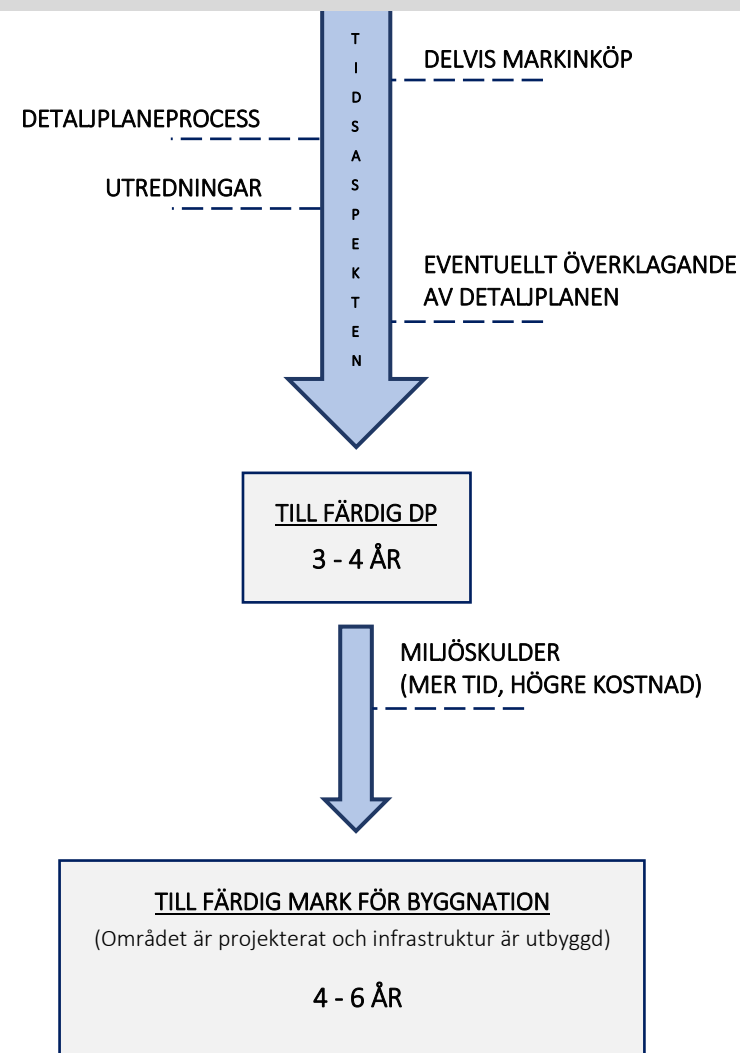 TIDSASPEKTEN
DELVIS MARKINKÖP
DETALJPLANEPROCESS
UTREDNINGAR
EVENTUELLT ÖVERKLAGANDE
AV DETALJPLANEN
TILL FÄRDIG DP
3 - 4 ÅR
MILJÖSKULDER
(MER TID, HÖGRE KOSTNAD)
TILL FÄRDIG MARK FÖR BYGGNATION
(Området är projekterat och infrastruktur är utbyggd)
4 - 6 ÅR